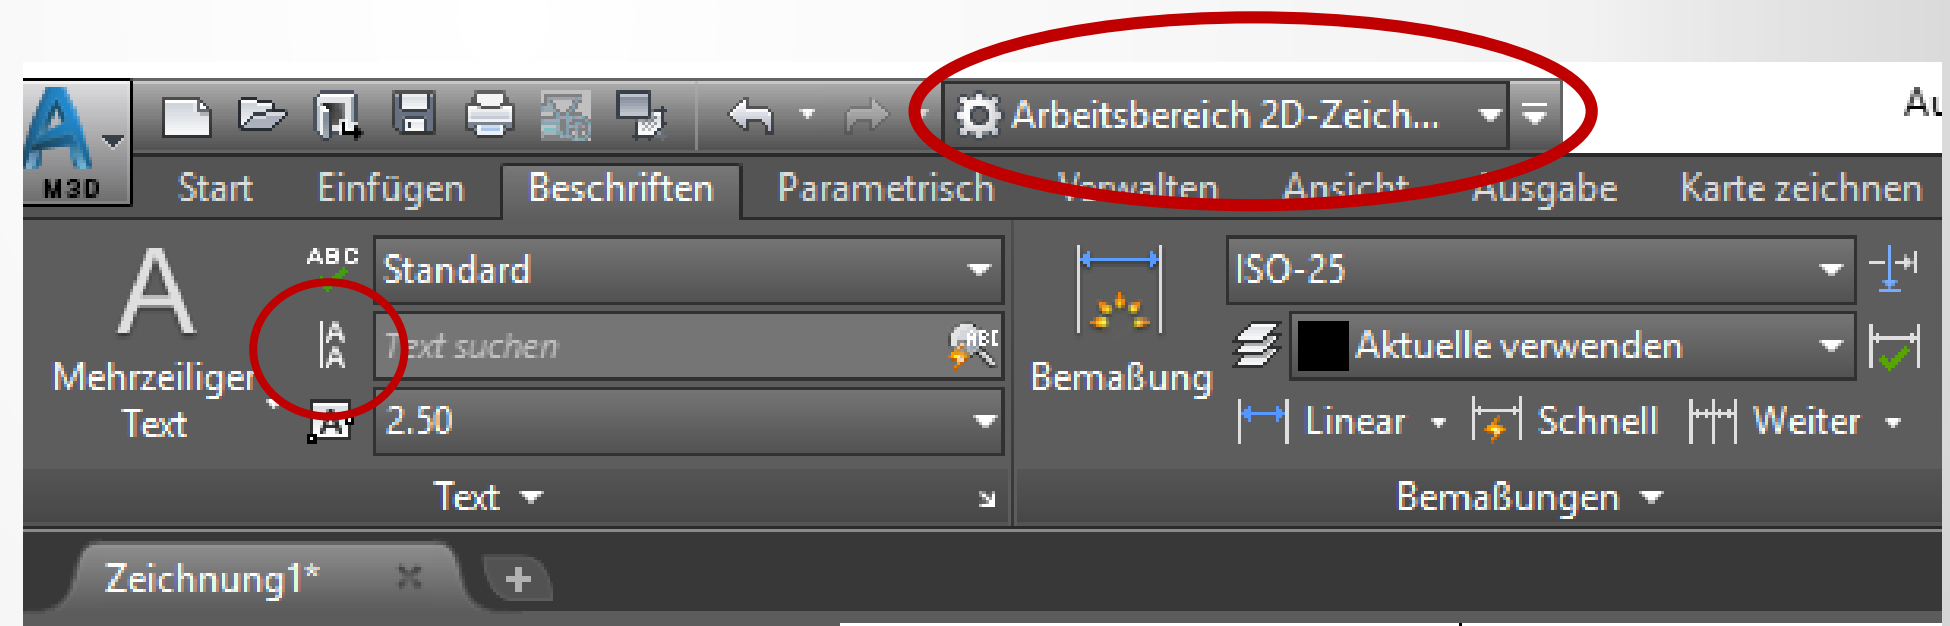 Arbeitsbereich 2D-Zeich...
Au
M3D
Start Einfügen Beschriften Parametrisch Verwalten Ansicht Ausgabe Karte zeichnen
A
ABC
Standard
ISO-25
A
A
Text suchen
ABC
Aktuelle verwenden
Mehrzeiliger
Text
Bemaßung
A
2.50
Linear Schnell Weiter
Text
Bemaßungen
Zeichnung1*